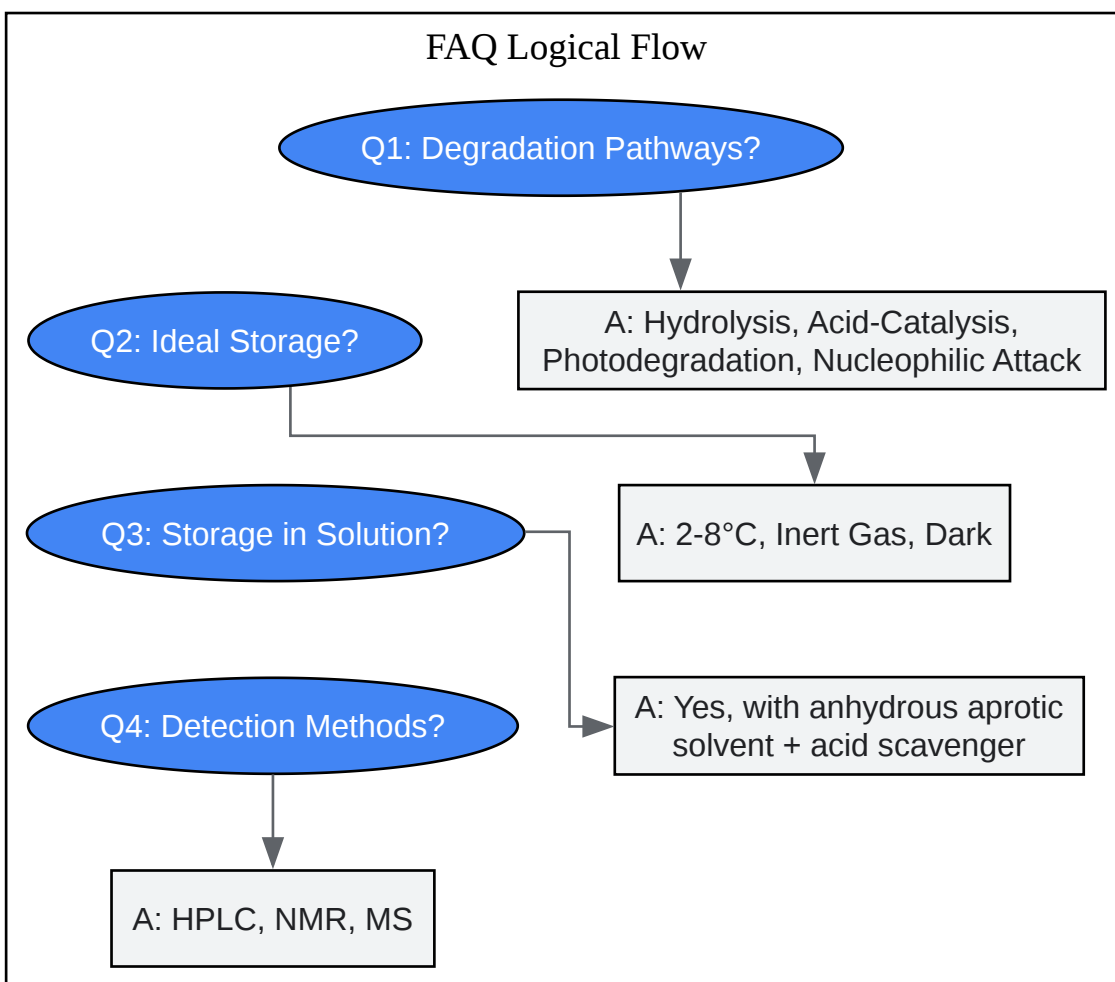 FAQ Logical Flow
Q1: Degradation Pathways?
A: Hydrolysis, Acid-Catalysis,
Photodegradation, Nucleophilic Attack
Q2: Ideal Storage?
A: 2-8°C, Inert Gas, Dark
Q3: Storage in Solution?
A: Yes, with anhydrous aprotic
solvent + acid scavenger
Q4: Detection Methods?
A: HPLC, NMR, MS